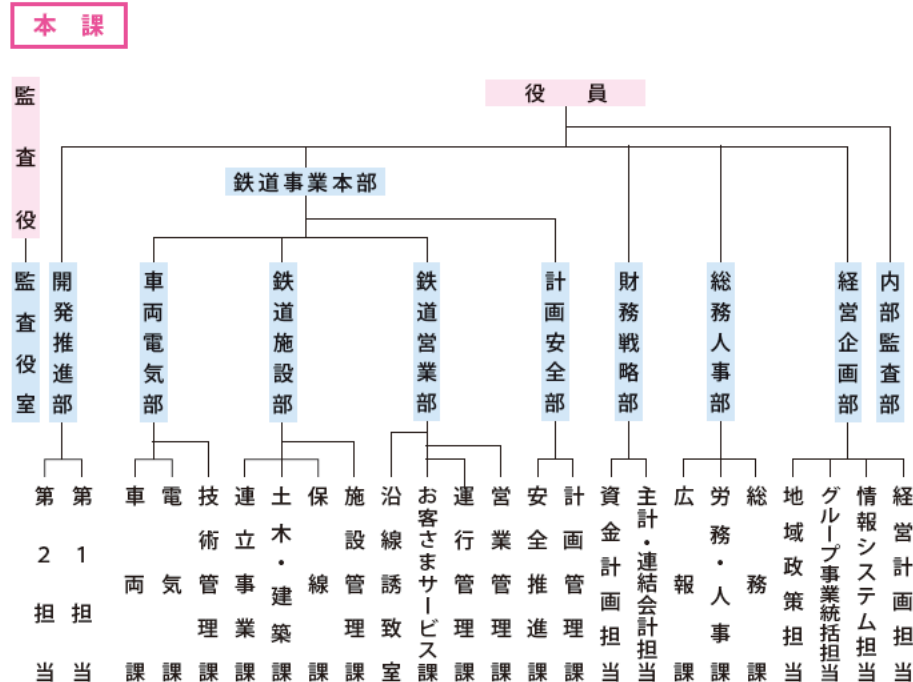 本課
役員
監査役
鉄道事業本部
内部監査部
経営企画部
総務人事部
財務戦略部
計画安全部
鉄道営業部
鉄道施設部
車両電気部
開発推進部
監査役室
経営計画担当
情報システム担当
グループ事業統括担当
地域政策担当
総務課
労務・人事課
広報課
主計・連結会計担当
資金計画担当
計画管理課
安全推進課
営業管理課
運行管理課
お客さまサービス課
沿線誘致室
施設管理課
保線課
土木・建築課
連立事業課
技術管理課
電気課
車両課
第1担当
第2担当